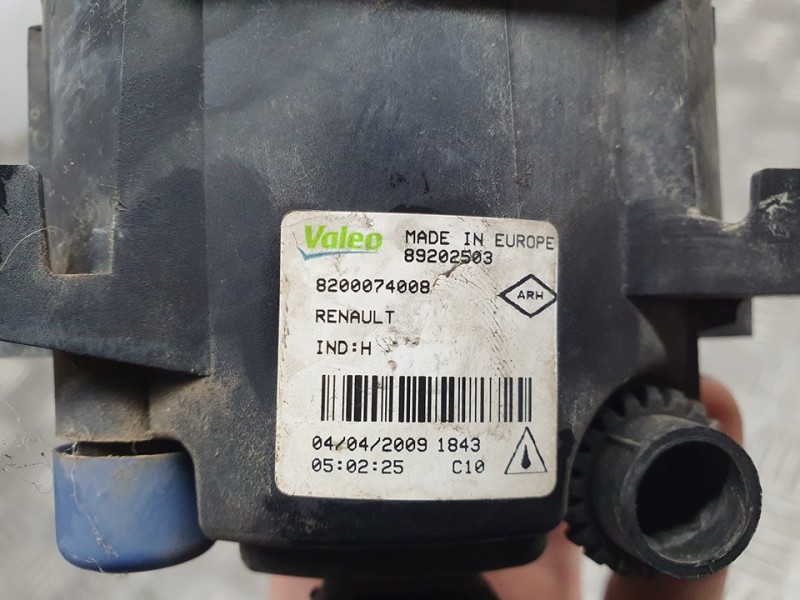 Valeo MADE IN EUROPE
89202503
8200074008
ARH
RENAULT
IND:H
04/04/2009 1843
05:02:25 C10